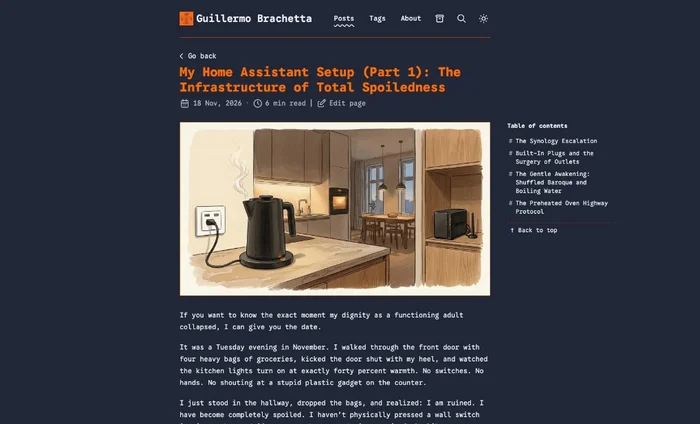 Guillermo Brachetta
Posts
Tags
About
Go back
My Home Assistant Setup (Part 1): The
Infrastructure of Total Spoiledness
18 Nov, 2026 · 6 min read | Edit page
If you want to know the exact moment my dignity as a functioning adult
collapsed, I can give you the date.
It was a Tuesday evening in November. I walked through the front door with
four heavy bags of groceries, kicked the door shut with my heel, and watched
the kitchen lights turn on at exactly forty percent warmth. No switches. No
hands. No shouting at a stupid plastic gadget on the counter.
I just stood in the hallway, dropped the bags, and realized: I am ruined. I
have become completely spoiled. I haven't physically pressed a wall switch
Table of contents
# The Synology Escalation
# Built-In Plugs and the
Surgery of Outlets
# The Gentle Awakening:
Shuffled Baroque and
Boiling Water
# The Preheated Oven Highway
Protocol
↑ Back to top